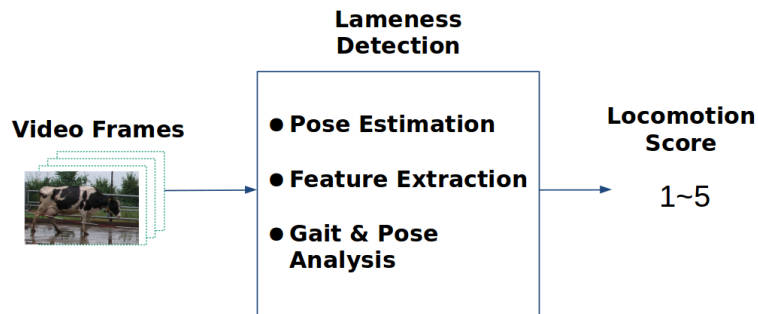 Lameness
Detection
Video Frames
● Pose Estimation
● Feature Extraction
● Gait & Pose
Analysis
Locomotion
Score
1~5